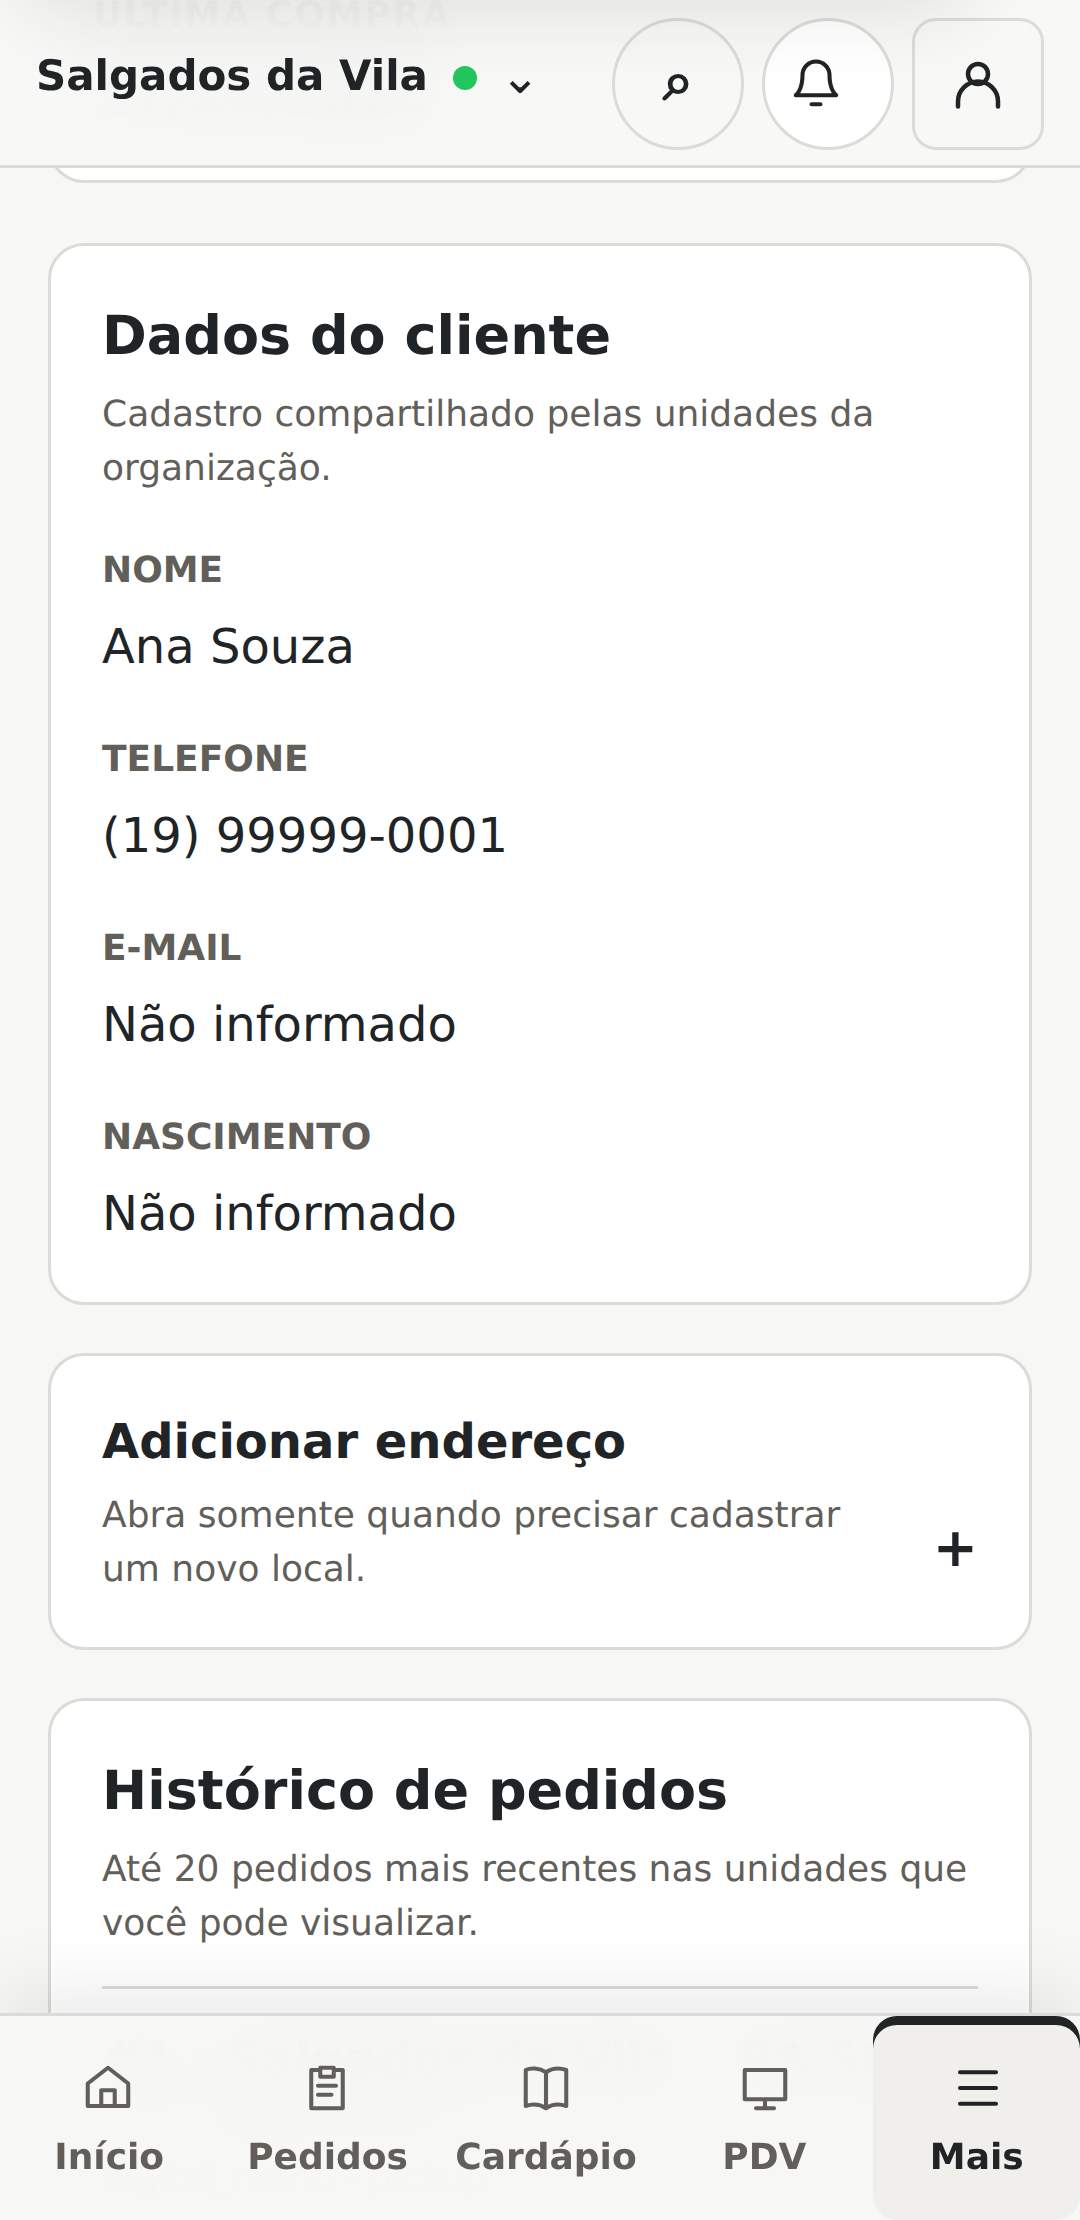 ÚLTIMA COMPRA
Salgados da Vila
Dados do cliente
Cadastro compartilhado pelas unidades da
organização.
NOME
Ana Souza
TELEFONE
(19) 99999-0001
E-MAIL
Não informado
NASCIMENTO
Não informado
Adicionar endereço
Abra somente quando precisar cadastrar
um novo local.
+
Histórico de pedidos
Até 20 pedidos mais recentes nas unidades que
você pode visualizar.
Início
Pedidos
Cardápio
PDV
Mais